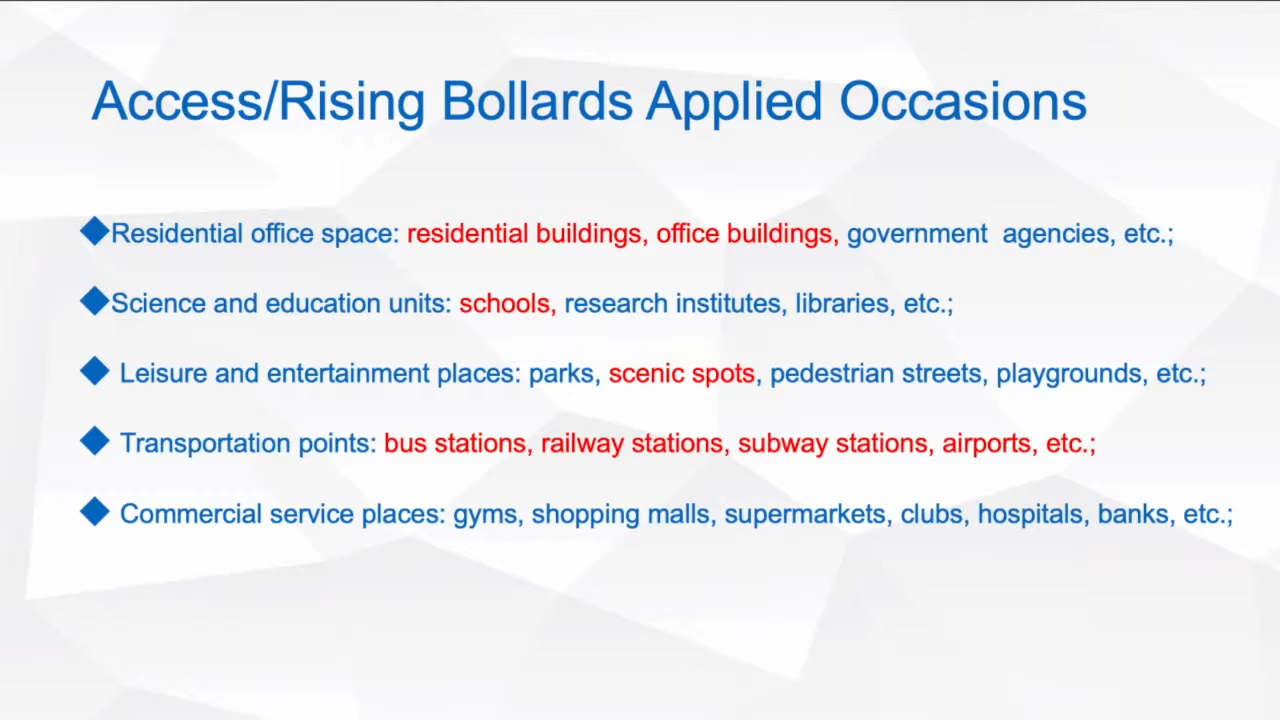 Access/Rising Bollards Applied Occasions
Residential office space: residential buildings, office buildings, government  agencies, etc.;
Science and education units: schools, research institutes, libraries, etc.;
Leisure and entertainment places: parks, scenic spots, pedestrian streets, playgrounds, etc.;
Transportation points: bus stations, railway stations, subway stations, airports, etc.;
Commercial service places: gyms, shopping malls, supermarkets, clubs, hospitals, banks, etc.;